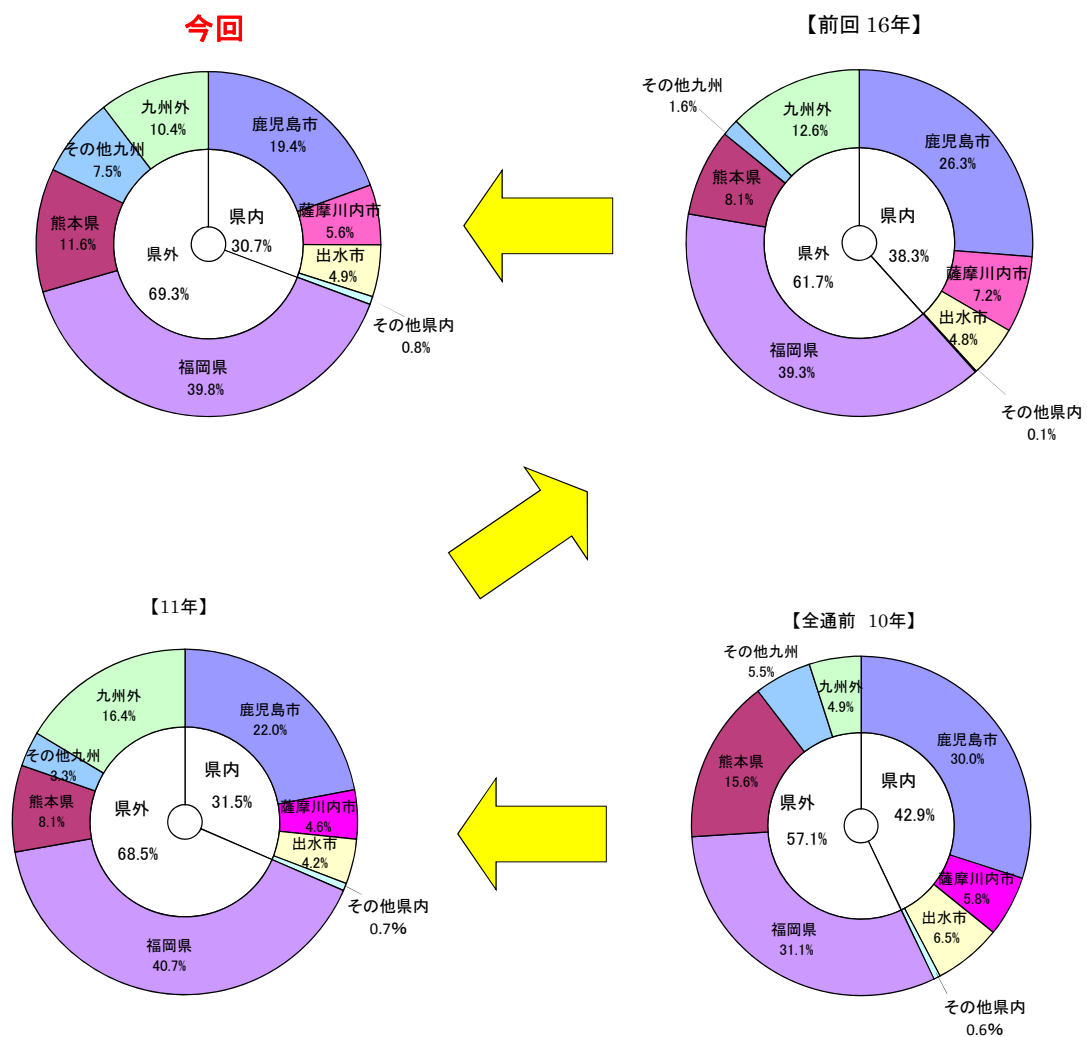 今回
九州外
10.4%
鹿児島市
19.4%
その他九州
7.5%
薩摩川内市
5.6%
熊本県
11.6%
県内
30.7%
県外
69.3%
出水市
4.9%
その他県内
0.8%
福岡県
39.8%
【前回 16年】
その他九州
1.6%
九州外
12.6%
鹿児島市
26.3%
熊本県
8.1%
県内
38.3%
県外
61.7%
薩摩川内市
7.2%
出水市
4.8%
福岡県
39.3%
その他県内
0.1%
【11年】
九州外
16.4%
鹿児島市
22.0%
その他九州
3.3%
県内
31.5%
熊本県
8.1%
県外
68.5%
薩摩川内市
4.6%
出水市
4.2%
その他県内
0.7%
福岡県
40.7%
【全通前 10年】
その他九州
5.5%
九州外
4.9%
鹿児島市
30.0%
熊本県
15.6%
県内
42.9%
県外
57.1%
薩摩川内市
5.8%
出水市
6.5%
福岡県
31.1%
その他県内
0.6%